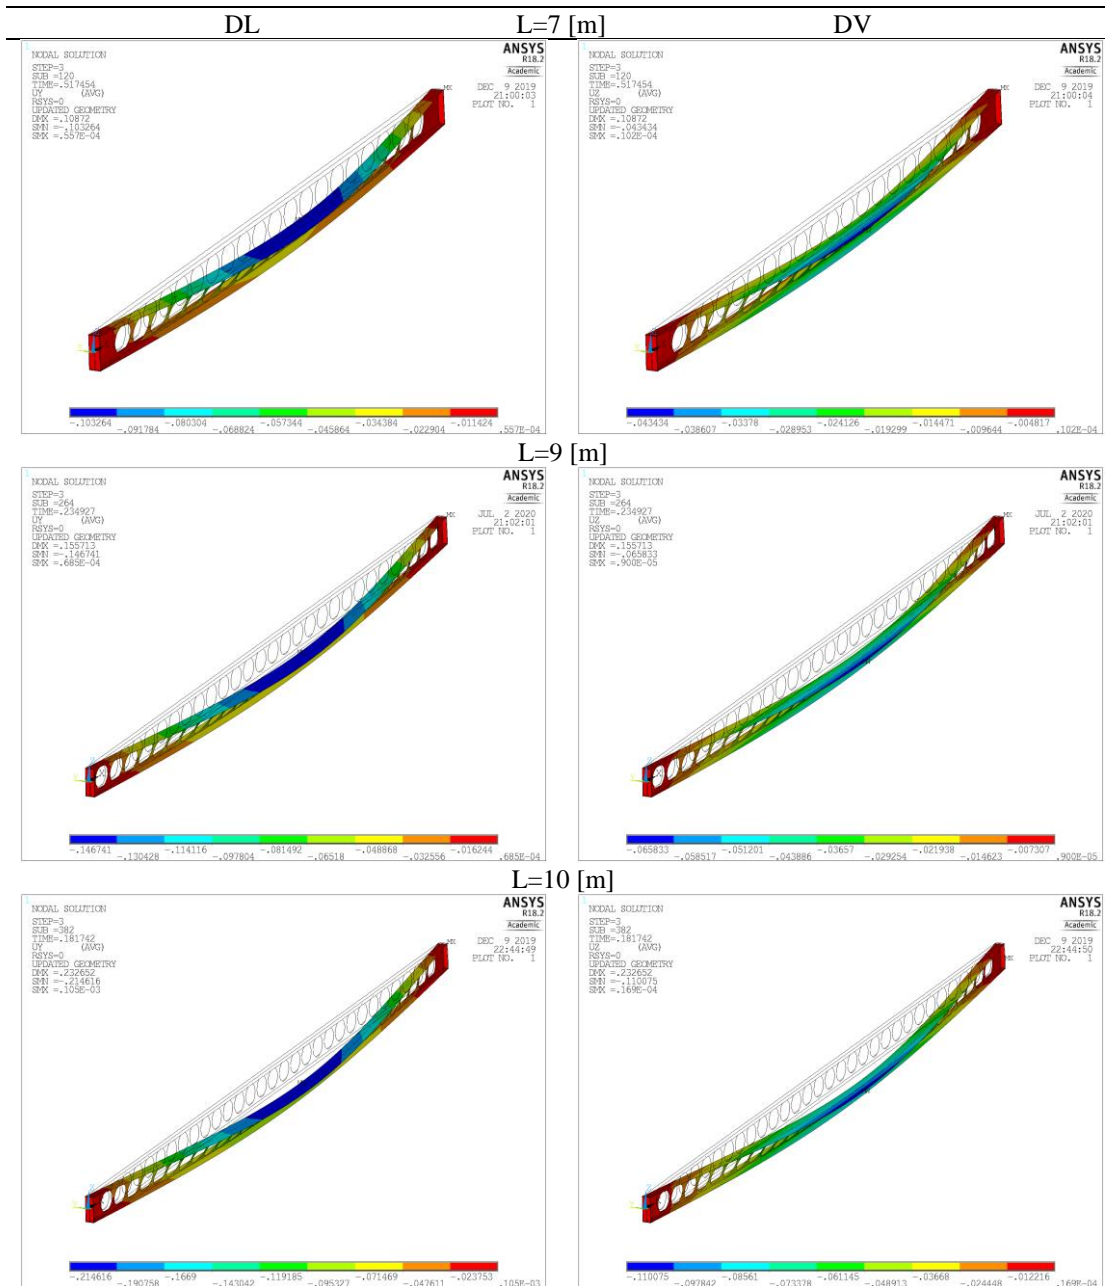 DL L=7 [m] DV
1
NODAL SOLUTION
STEP=3
SUB =120
TIME=.517454
UY (AVG)
RSYS=0
UPDATED GEOMETRY
DMX =.10872
SMN =-.103264
SMX =.557E-04
ANSYS
R18.2
Academic
DEC 9 2019
21:00:03
PLOT NO. 1
MX
-.103264 -.091784 -.080304 -.068824 -.057344 -.045864 -.034384 -.022904 -.011424 .557E-04
1
NODAL SOLUTION
STEP=3
SUB =120
TIME=.517454
UZ (AVG)
RSYS=0
UPDATED GEOMETRY
DMX =.10872
SMN =-.043434
SMX =.102E-04
ANSYS
R18.2
Academic
DEC 9 2019
21:00:04
PLOT NO. 1
MX
-.043434 -.038607 -.03378 -.028953 -.024126 -.019299 -.014471 -.009644 -.004817 .102E-04
L=9 [m]
1
NODAL SOLUTION
STEP=3
SUB =264
TIME=.234927
UY (AVG)
RSYS=0
UPDATED GEOMETRY
DMX =.155713
SMN =-.146741
SMX =.685E-04
ANSYS
R18.2
Academic
JUL 2 2020
21:02:01
PLOT NO. 1
MX
-.146741 -.130428 -.114116 -.097804 -.081492 -.06518 -.048868 -.032556 -.016244 .685E-04
1
NODAL SOLUTION
STEP=3
SUB =264
TIME=.234927
UZ (AVG)
RSYS=0
UPDATED GEOMETRY
DMX =.155713
SMN =-.065833
SMX =.900E-05
ANSYS
R18.2
Academic
JUL 2 2020
21:02:01
PLOT NO. 1
MX
-.065833 -.058517 -.051201 -.043886 -.03657 -.029254 -.021938 -.014623 -.007307 .900E-05
L=10 [m]
1
NODAL SOLUTION
STEP=3
SUB =382
TIME=.181742
UY (AVG)
RSYS=0
UPDATED GEOMETRY
DMX =.232652
SMN =-.214616
SMX =.105E-03
ANSYS
R18.2
Academic
DEC 9 2019
22:44:49
PLOT NO. 1
MX
-.214616 -.190758 -.1669 -.143042 -.119185 -.095327 -.071469 -.047611 -.023753 .105E-03
1
NODAL SOLUTION
STEP=3
SUB =382
TIME=.181742
UZ (AVG)
RSYS=0
UPDATED GEOMETRY
DMX =.232652
SMN =-.110075
SMX =.169E-04
ANSYS
R18.2
Academic
DEC 9 2019
22:44:50
PLOT NO. 1
MX
-.110075 -.097842 -.08561 -.073378 -.061145 -.048913 -.03668 -.024448 -.012216 .169E-04